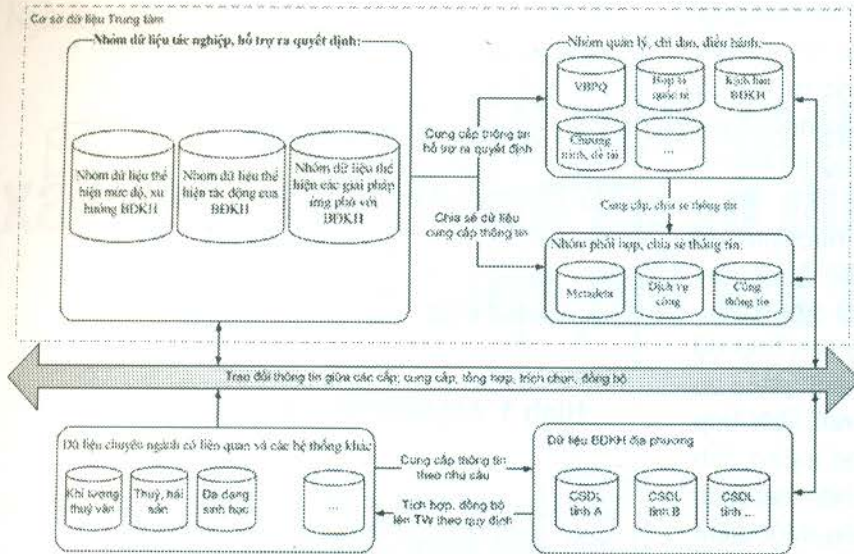 Cơ sở dữ liệu Trung tâm
Nhóm dữ liệu tác nghiệp, hỗ trợ ra quyết định:
Nhóm dữ liệu thể
hiện mức độ, xu
hướng BĐKH
Nhóm dữ liệu thể
hiện tác động của
BĐKH
Nhóm dữ liệu thể
hiện các giải pháp
ứng phó với
BĐKH
Cung cấp thông tin
hỗ trợ ra quyết định
Chia sẻ dữ liệu
cung cấp thông tin
Nhóm quản lý, chỉ đạo, điều hành:
VBPQ
Hợp tác
quốc tế
Kịch bản
BĐKH
Chương
trình, đề tài
...
Cung cấp, chia sẻ thông tin
Nhóm phối hợp, chia sẻ thông tin:
Metadata
Dịch vụ
công
Cổng
thông tin
Trao đổi thông tin giữa các cấp; cung cấp, tổng hợp, trích chọn, đồng bộ
Dữ liệu chuyên ngành có liên quan và các hệ thống khác
Khí tượng
thuỷ văn
Thuỷ, hải
sản
Đa dạng
sinh học
...
Cung cấp thông tin
theo nhu cầu
Tích hợp, đồng bộ
lên TW theo quy định
Dữ liệu BĐKH địa phương
CSDL
tỉnh A
CSDL
tỉnh B
CSDL
tỉnh ...